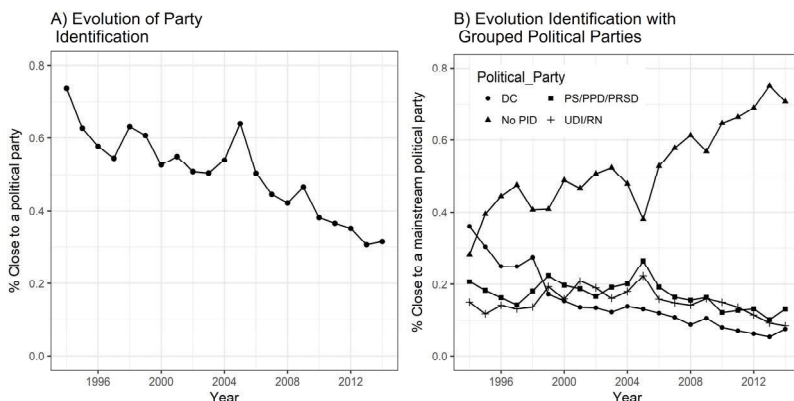 A) Evolution of Party
Identification
% Close to a political party
0.8
0.6
0.4
0.2
0.0
1996 2000 2004 2008 2012
Year
B) Evolution Identification with
Grouped Political Parties
% Close to a mainstream political party
0.8
0.6
0.4
0.2
0.0
Political_Party
DC PS/PPD/PRSD
No PID UDI/RN
1996 2000 2004 2008 2012
Year